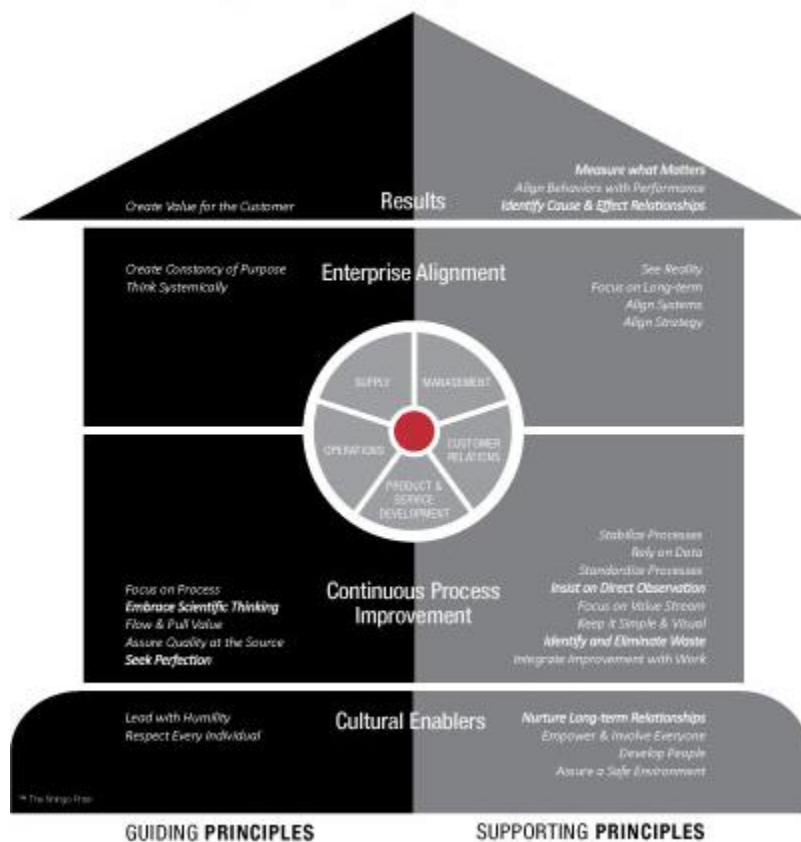 Measure what Matters
Align Behaviors with Performance
Identify Cause & Effect Relationships
Create Value for the Customer
Results
Create Constancy of Purpose
Think Systemically
Enterprise Alignment
See Reality
Focus on Long-term
Align Systems
Align Strategy
SUPPLY
MANAGEMENT
OPERATIONS
CUSTOMER
RELATIONS
PRODUCT &
SERVICE
DEVELOPMENT
Focus on Process
Embrace Scientific Thinking
Flow & Pull Value
Assure Quality at the Source
Seek Perfection
Continuous Process
Improvement
Stabilize Processes
Rely on Data
Standardize Processes
Insist on Direct Observation
Focus on Value Stream
Keep it Simple & Visual
Identify and Eliminate Waste
Integrate Improvement with Work
Lead with Humility
Respect Every Individual
Cultural Enablers
Nurture Long-term Relationships
Empower & Involve Everyone
Develop People
Assure a Safe Environment
The Shingo Prize
GUIDING PRINCIPLES
SUPPORTING PRINCIPLES